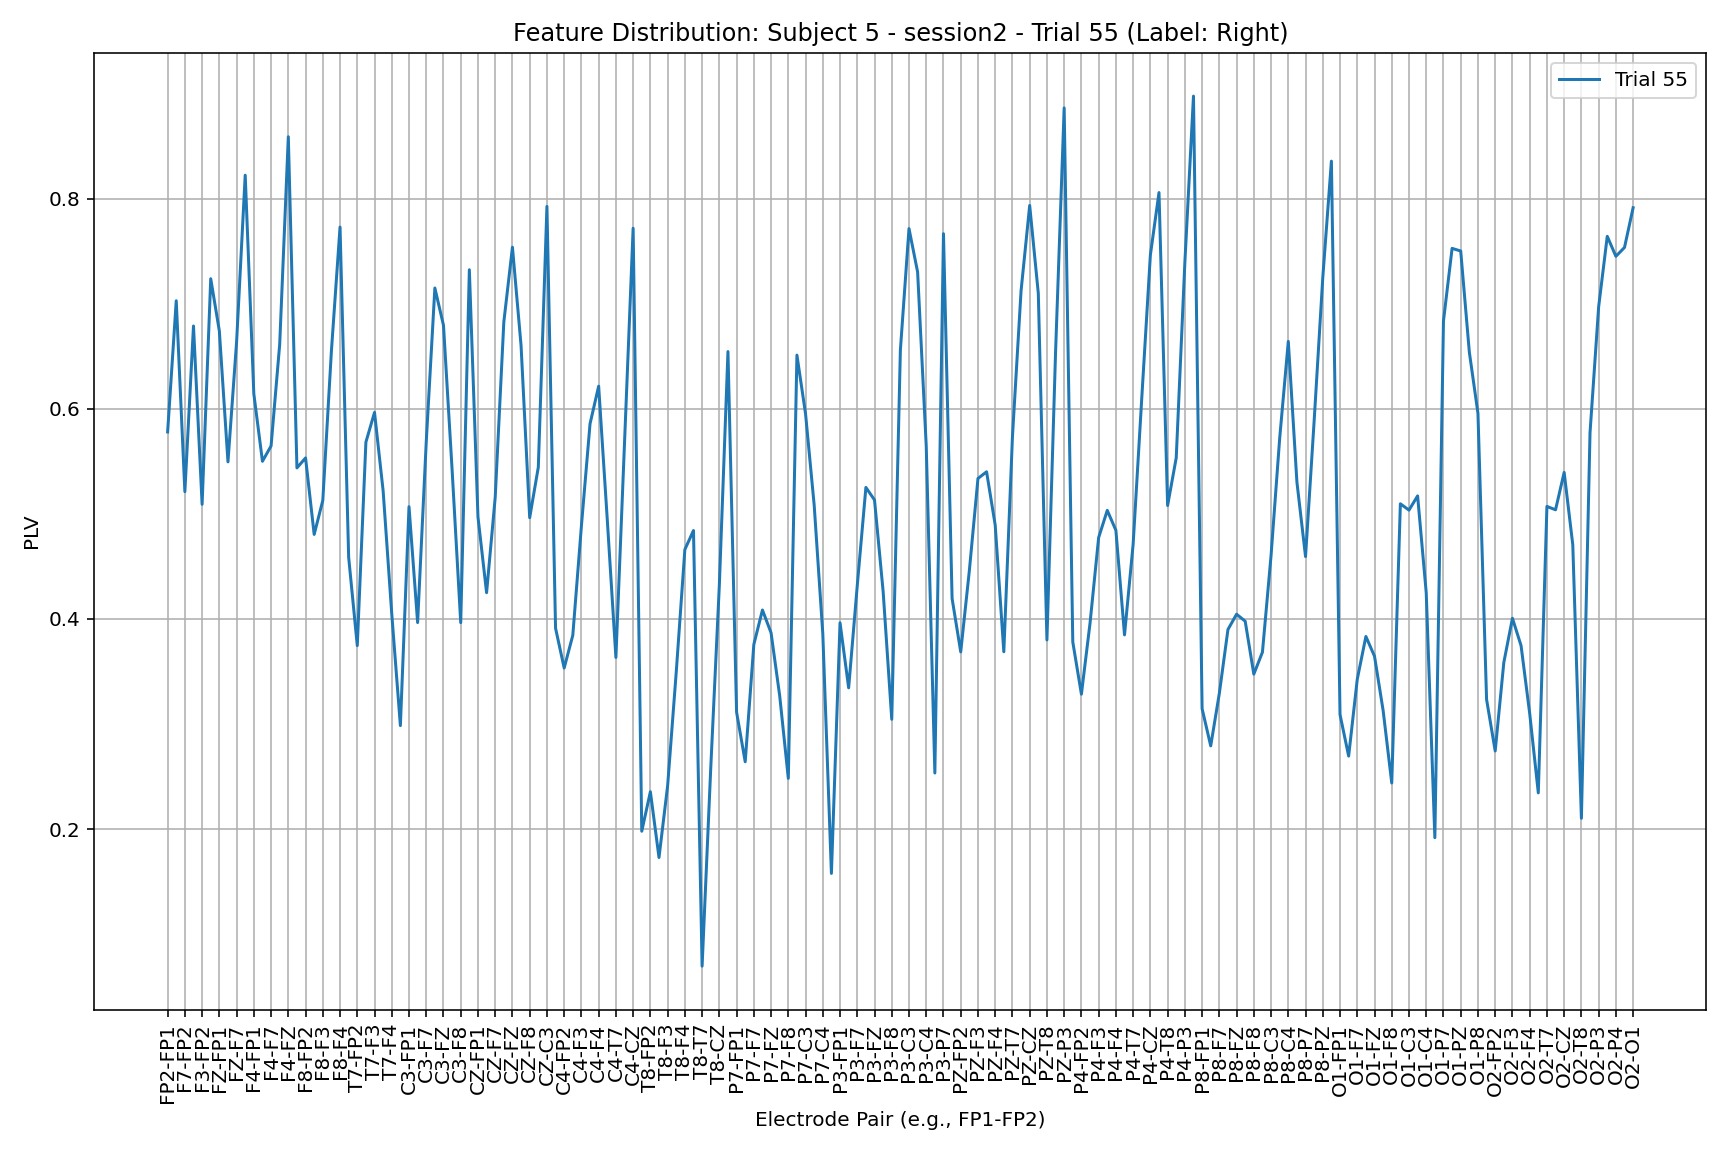 Feature Distribution: Subject 5 - session2 - Trial 55 (Label: Right)
Trial 55
0.8
0.6
0.4
0.2
PLV
FP2-FP1
F7-FP2
F3-FP2
FZ-FP1
FZ-F7
F4-FP1
F4-F7
F4-FZ
F8-FP2
F8-F3
F8-F4
T7-FP2
T7-F3
T7-F4
C3-FP1
C3-F7
C3-FZ
C3-F8
CZ-FP1
CZ-F7
CZ-FZ
CZ-F8
CZ-C3
C4-FP2
C4-F3
C4-F4
C4-T7
C4-CZ
T8-FP2
T8-F3
T8-F4
T8-T7
T8-CZ
P7-FP1
P7-F7
P7-FZ
P7-F8
P7-C3
P7-C4
P3-FP1
P3-F7
P3-FZ
P3-F8
P3-C3
P3-C4
P3-P7
PZ-FP2
PZ-F3
PZ-F4
PZ-T7
PZ-CZ
PZ-T8
PZ-P3
P4-FP2
P4-F3
P4-F4
P4-T7
P4-CZ
P4-T8
P4-P3
P8-FP1
P8-F7
P8-FZ
P8-F8
P8-C3
P8-C4
P8-P7
P8-PZ
O1-FP1
O1-F7
O1-FZ
O1-F8
O1-C3
O1-C4
O1-P7
O1-PZ
O1-P8
O2-FP2
O2-F3
O2-F4
O2-T7
O2-CZ
O2-T8
O2-P3
O2-P4
O2-O1
Electrode Pair (e.g., FP1-FP2)